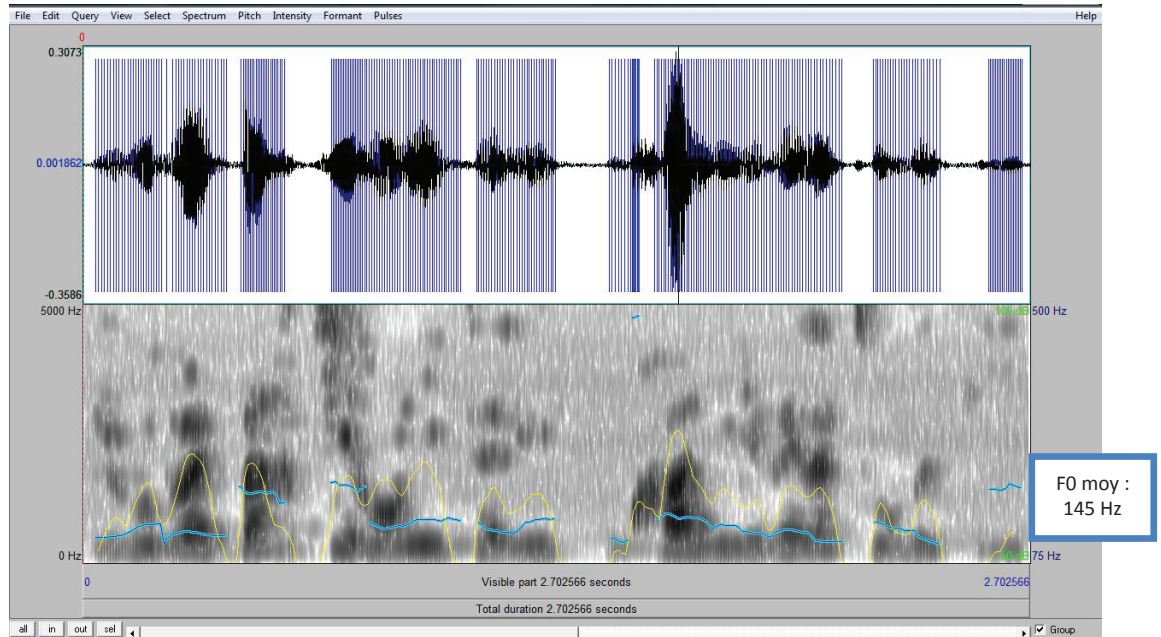 File Edit Query View Select Spectrum Pitch Intensity Formant Pulses Help
0
0.3073
0.001862
-0.3586
5000 Hz
100 dB 500 Hz
F0 moy :
145 Hz
0 Hz
75 Hz
0 Visible part 2.702566 seconds 2.702566
Total duration 2.702566 seconds
all in out sel Group